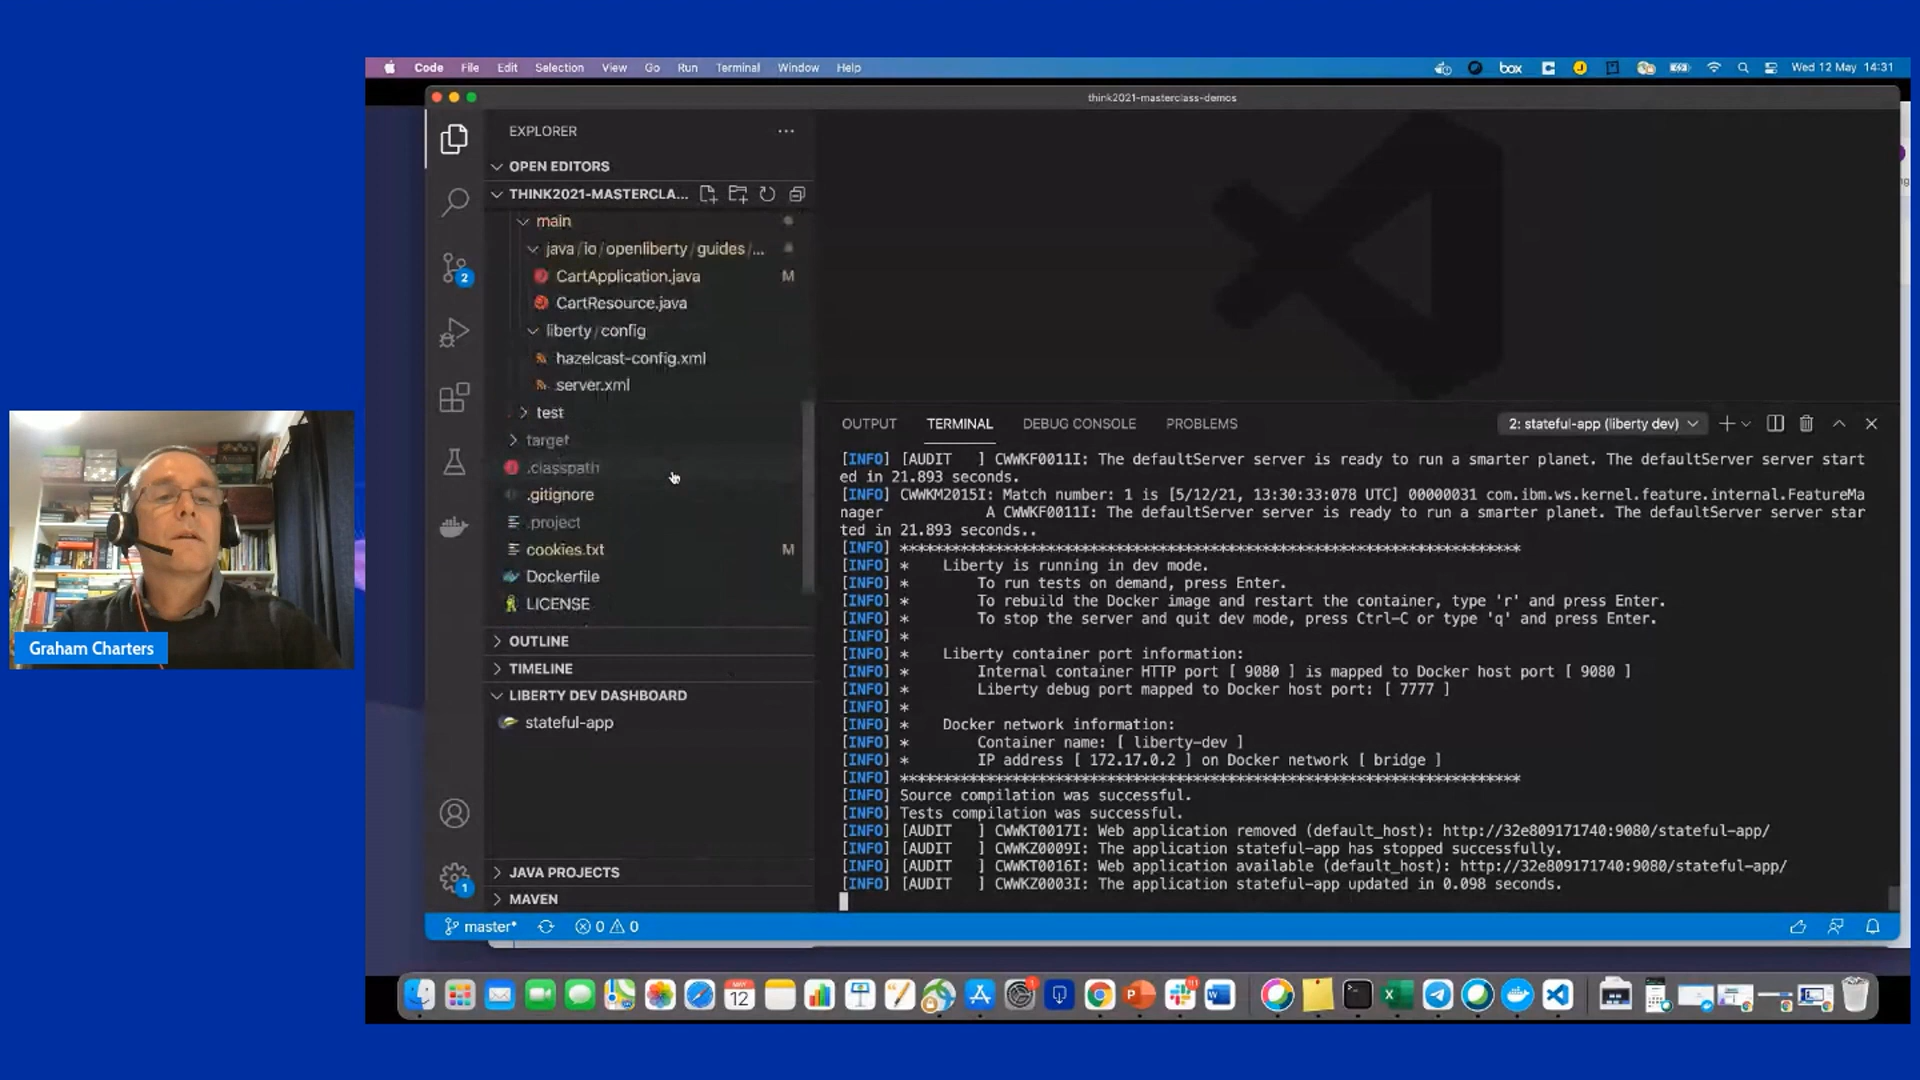 Code File Edit Selection View Go Run Terminal Window Help
box
Wed 12 May 14:31
think2021-masterclass-demos
EXPLORER
OPEN EDITORS
THINK2021-MASTERCLA...
main
java / io / openliberty / guides / ...
CartApplication.java M
CartResource.java
liberty / config
hazelcast-config.xml
server.xml
test
target
.classpath
.gitignore
.project
cookies.txt M
Dockerfile
LICENSE
OUTLINE
TIMELINE
LIBERTY DEV DASHBOARD
stateful-app
JAVA PROJECTS
MAVEN
2
1
OUTPUT TERMINAL DEBUG CONSOLE PROBLEMS
2: stateful-app (liberty dev)
[INFO] [AUDIT   ] CWWKF0011I: The defaultServer server is ready to run a smarter planet. The defaultServer server start
ed in 21.893 seconds.
[INFO] CWWKM2015I: Match number: 1 is [5/12/21, 13:30:33:078 UTC] 00000031 com.ibm.ws.kernel.feature.internal.FeatureMa
nager            A CWWKF0011I: The defaultServer server is ready to run a smarter planet. The defaultServer server star
ted in 21.893 seconds..
[INFO] ************************************************************************
[INFO] *    Liberty is running in dev mode.
[INFO] *        To run tests on demand, press Enter.
[INFO] *        To rebuild the Docker image and restart the container, type 'r' and press Enter.
[INFO] *        To stop the server and quit dev mode, press Ctrl-C or type 'q' and press Enter.
[INFO] *
[INFO] *    Liberty container port information:
[INFO] *        Internal container HTTP port [ 9080 ] is mapped to Docker host port [ 9080 ]
[INFO] *        Liberty debug port mapped to Docker host port: [ 7777 ]
[INFO] *
[INFO] *    Docker network information:
[INFO] *        Container name: [ liberty-dev ]
[INFO] *        IP address [ 172.17.0.2 ] on Docker network [ bridge ]
[INFO] ************************************************************************
[INFO] Source compilation was successful.
[INFO] Tests compilation was successful.
[INFO] [AUDIT   ] CWWKT0017I: Web application removed (default_host): http://32e809171740:9080/stateful-app/
[INFO] [AUDIT   ] CWWKZ0009I: The application stateful-app has stopped successfully.
[INFO] [AUDIT   ] CWWKT0016I: Web application available (default_host): http://32e809171740:9080/stateful-app/
[INFO] [AUDIT   ] CWWKZ0003I: The application stateful-app updated in 0.098 seconds.
master* 0 0
Graham Charters
MAY
12